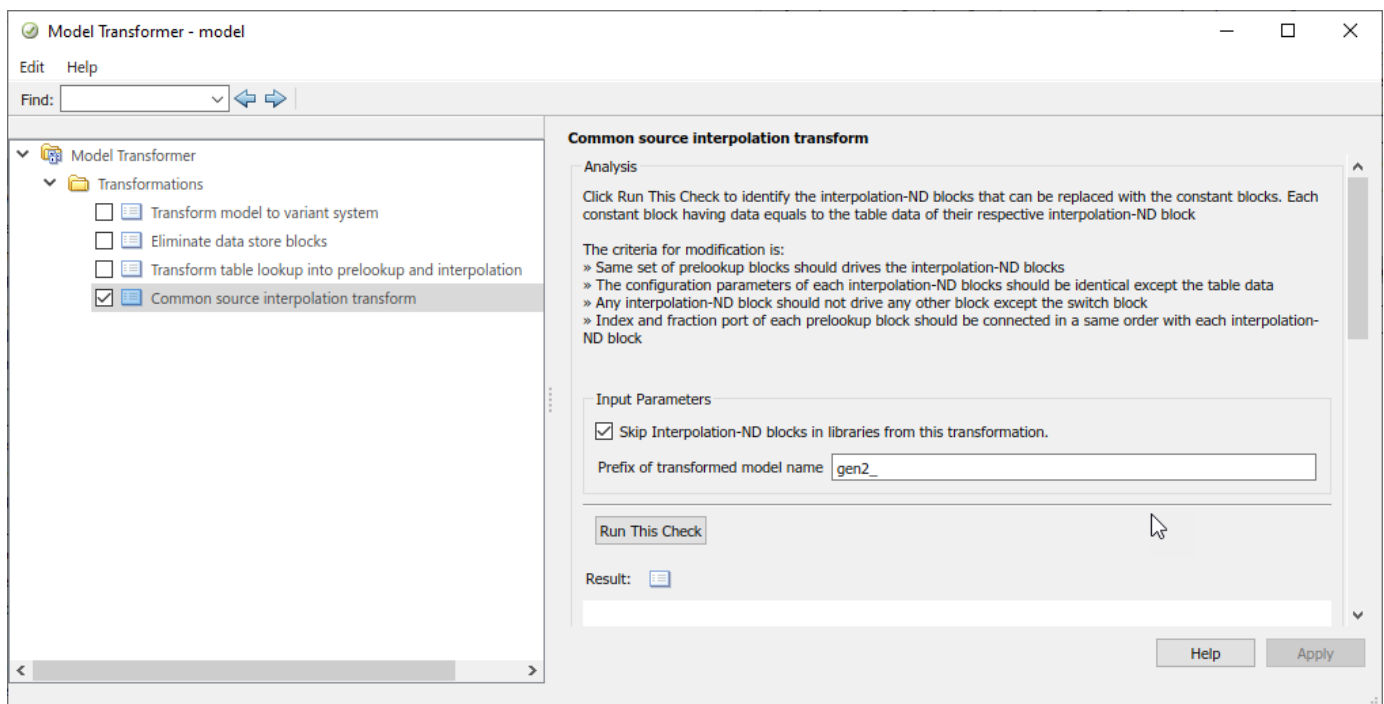 Model Transformer - model
Edit Help
Find:
Model Transformer
Transformations
Transform model to variant system
Eliminate data store blocks
Transform table lookup into prelookup and interpolation
Common source interpolation transform
Common source interpolation transform
Analysis
Click Run This Check to identify the interpolation-ND blocks that can be replaced with the constant blocks. Each
constant block having data equals to the table data of their respective interpolation-ND block
The criteria for modification is:
» Same set of prelookup blocks should drives the interpolation-ND blocks
» The configuration parameters of each interpolation-ND blocks should be identical except the table data
» Any interpolation-ND block should not drive any other block except the switch block
» Index and fraction port of each prelookup block should be connected in a same order with each interpolation-
ND block
Input Parameters
Skip Interpolation-ND blocks in libraries from this transformation.
Prefix of transformed model name gen2_
Run This Check
Result:
Help Apply